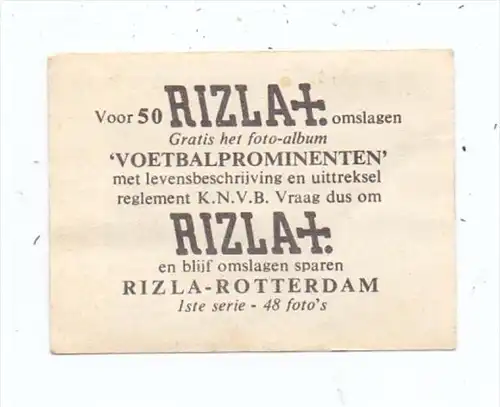 Voor 50 RIZLA+. omslagen
Gratis het foto-album
'VOETBALPROMINENTEN'
met levensbeschrijving en uittreksel
reglement K.N.V.B. Vraag dus om
RIZLA+.
en blijf omslagen sparen
RIZLA-ROTTERDAM
1ste serie - 48 foto's